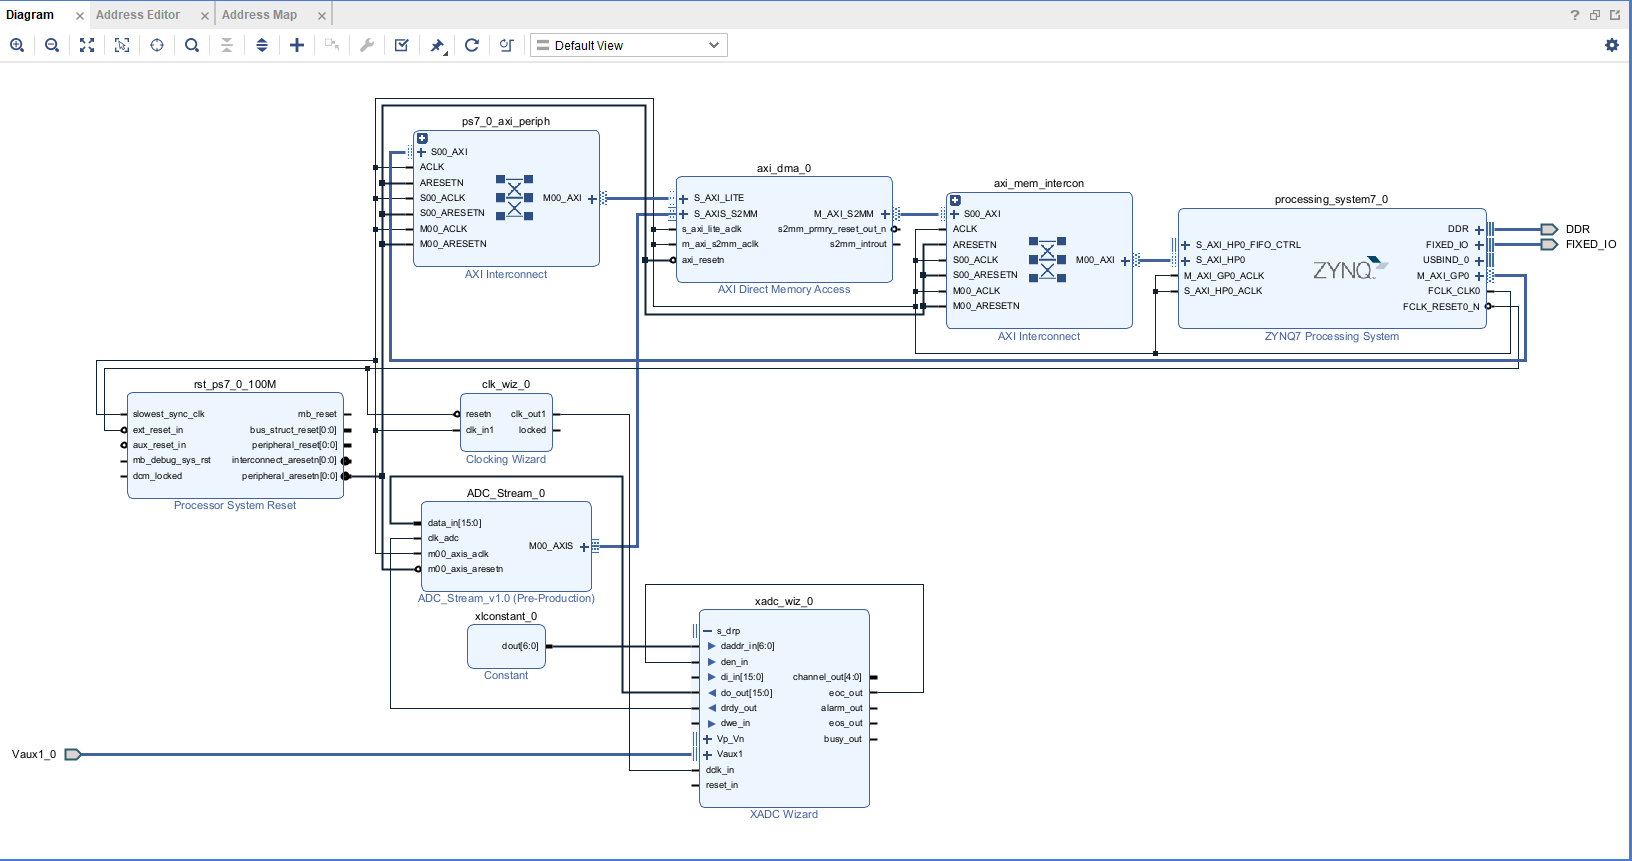 Diagram
Address Editor
Address Map
Default View
ps7_0_axi_periph
S00_AXI
ACLK
ARESETN
S00_ACLK
S00_ARESETN
M00_ACLK
M00_ARESETN
M00_AXI
AXI Interconnect
axi_dma_0
S_AXI_LITE
S_AXIS_S2MM
s_axi_lite_aclk
m_axi_s2mm_aclk
axi_resetn
M_AXI_S2MM
s2mm_prmry_reset_out_n
s2mm_introut
AXI Direct Memory Access
axi_mem_intercon
S00_AXI
ACLK
ARESETN
S00_ACLK
S00_ARESETN
M00_ACLK
M00_ARESETN
M00_AXI
AXI Interconnect
processing_system7_0
S_AXI_HP0_FIFO_CTRL
S_AXI_HP0
M_AXI_GP0_ACLK
S_AXI_HP0_ACLK
ZYNQ
DDR
FIXED_IO
USBIND_0
M_AXI_GP0
FCLK_CLK0
FCLK_RESET0_N
ZYNQ7 Processing System
DDR
FIXED_IO
rst_ps7_0_100M
slowest_sync_clk
ext_reset_in
aux_reset_in
mb_debug_sys_rst
dcm_locked
mb_reset
bus_struct_reset[0:0]
peripheral_reset[0:0]
interconnect_aresetn[0:0]
peripheral_aresetn[0:0]
Processor System Reset
clk_wiz_0
resetn
clk_in1
clk_out1
locked
Clocking Wizard
ADC_Stream_0
data_in[15:0]
clk_adc
m00_axis_aclk
m00_axis_aresetn
M00_AXIS
ADC_Stream_v1.0 (Pre-Production)
xlconstant_0
dout[6:0]
Constant
xadc_wiz_0
s_drp
daddr_in[6:0]
den_in
di_in[15:0]
do_out[15:0]
drdy_out
dwe_in
Vp_Vn
Vaux1
dclk_in
reset_in
channel_out[4:0]
eoc_out
alarm_out
eos_out
busy_out
XADC Wizard
Vaux1_0